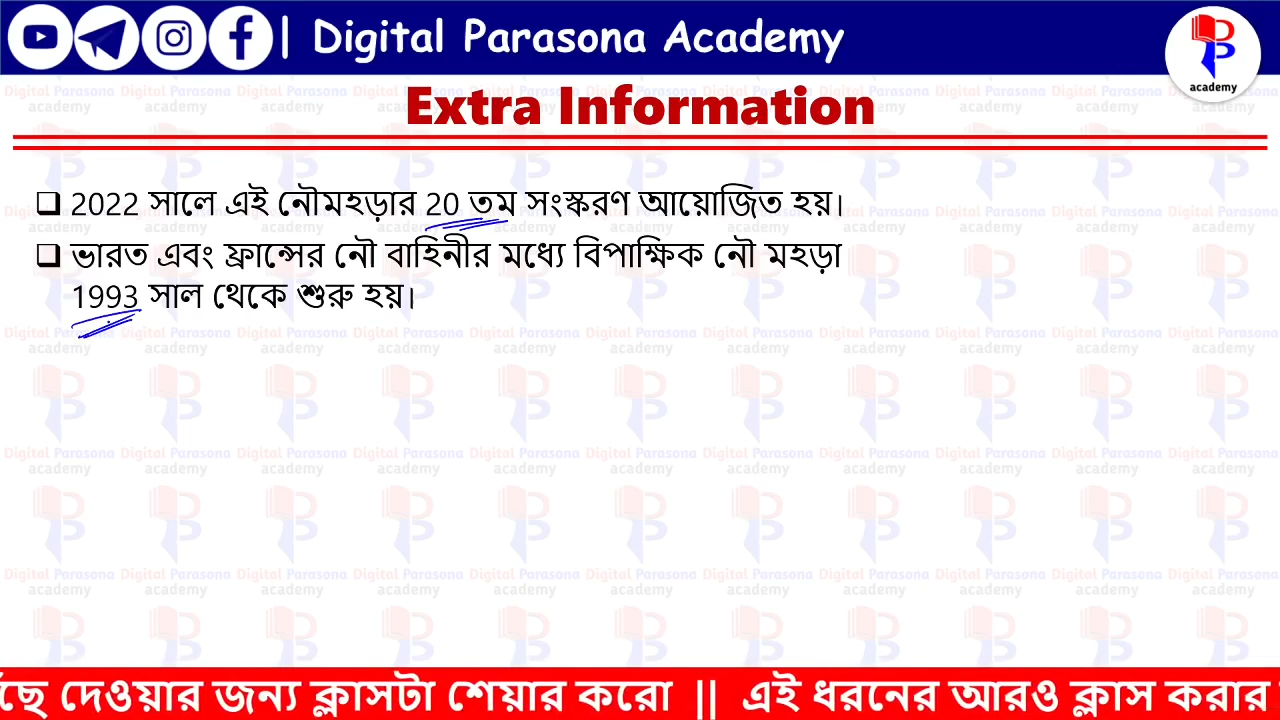 | Digital Parasona Academy
academy
Extra Information
❑ 2022 সালে এই নৌমহড়ার 20 তম সংস্করণ আয়োজিত হয়।
❑ ভারত এবং ফ্রান্সের নৌ বাহিনীর মধ্যে বিপাক্ষিক নৌ মহড়া
1993 সাল থেকে শুরু হয়।
দেওয়ার জন্য ক্লাসটা শেয়ার করো || এই ধরনের আরও ক্লাস করার